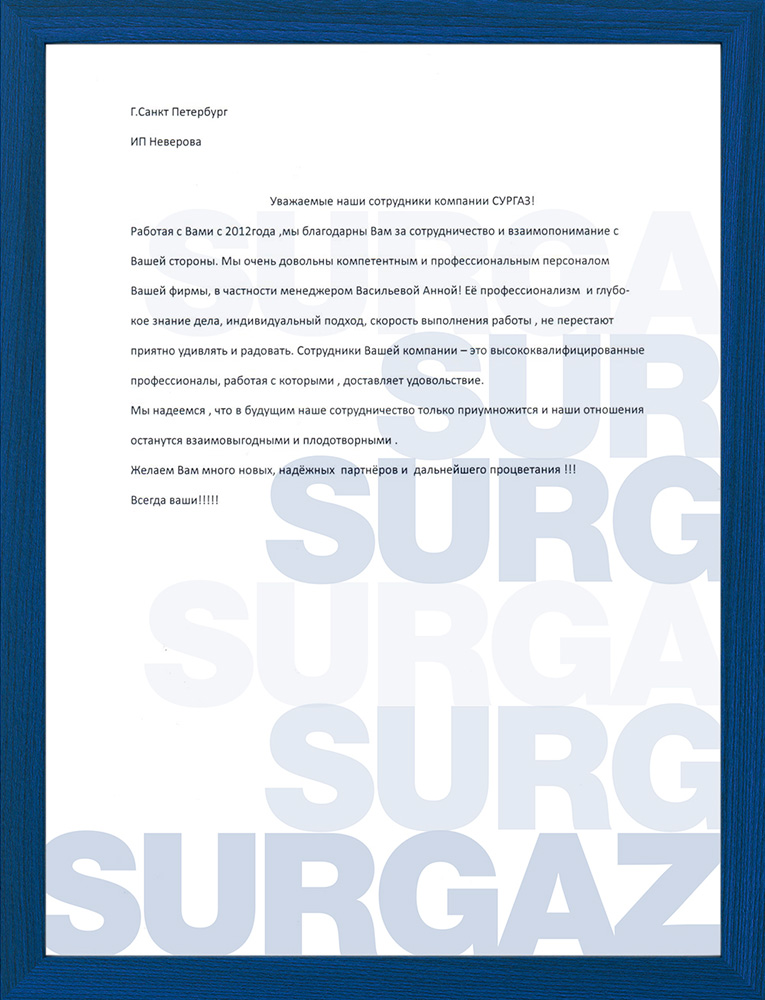 Г.Санкт Петербург
ИП Неверова
Уважаемые наши сотрудники компании СУРГАЗ!
Работая с Вами с 2012года ,мы благодарны Вам за сотрудничество и взаимопонимание с
Вашей стороны. Мы очень довольны компетентным и профессиональным персоналом
Вашей фирмы, в частности менеджером Васильевой Анной! Её профессионализм  и глубо-
кое знание дела, индивидуальный подход, скорость выполнения работы , не перестают
приятно удивлять и радовать. Сотрудники Вашей компании – это высококвалифицированные
профессионалы, работая с которыми , доставляет удовольствие.
Мы надеемся , что в будущим наше сотрудничество только приумножится и наши отношения
останутся взаимовыгодными и плодотворными .
Желаем Вам много новых, надёжных  партнёров и  дальнейшего процветания !!!
Всегда ваши!!!!!
SURGA
SUR
SURG
SURGA
SURG
SURGAZ